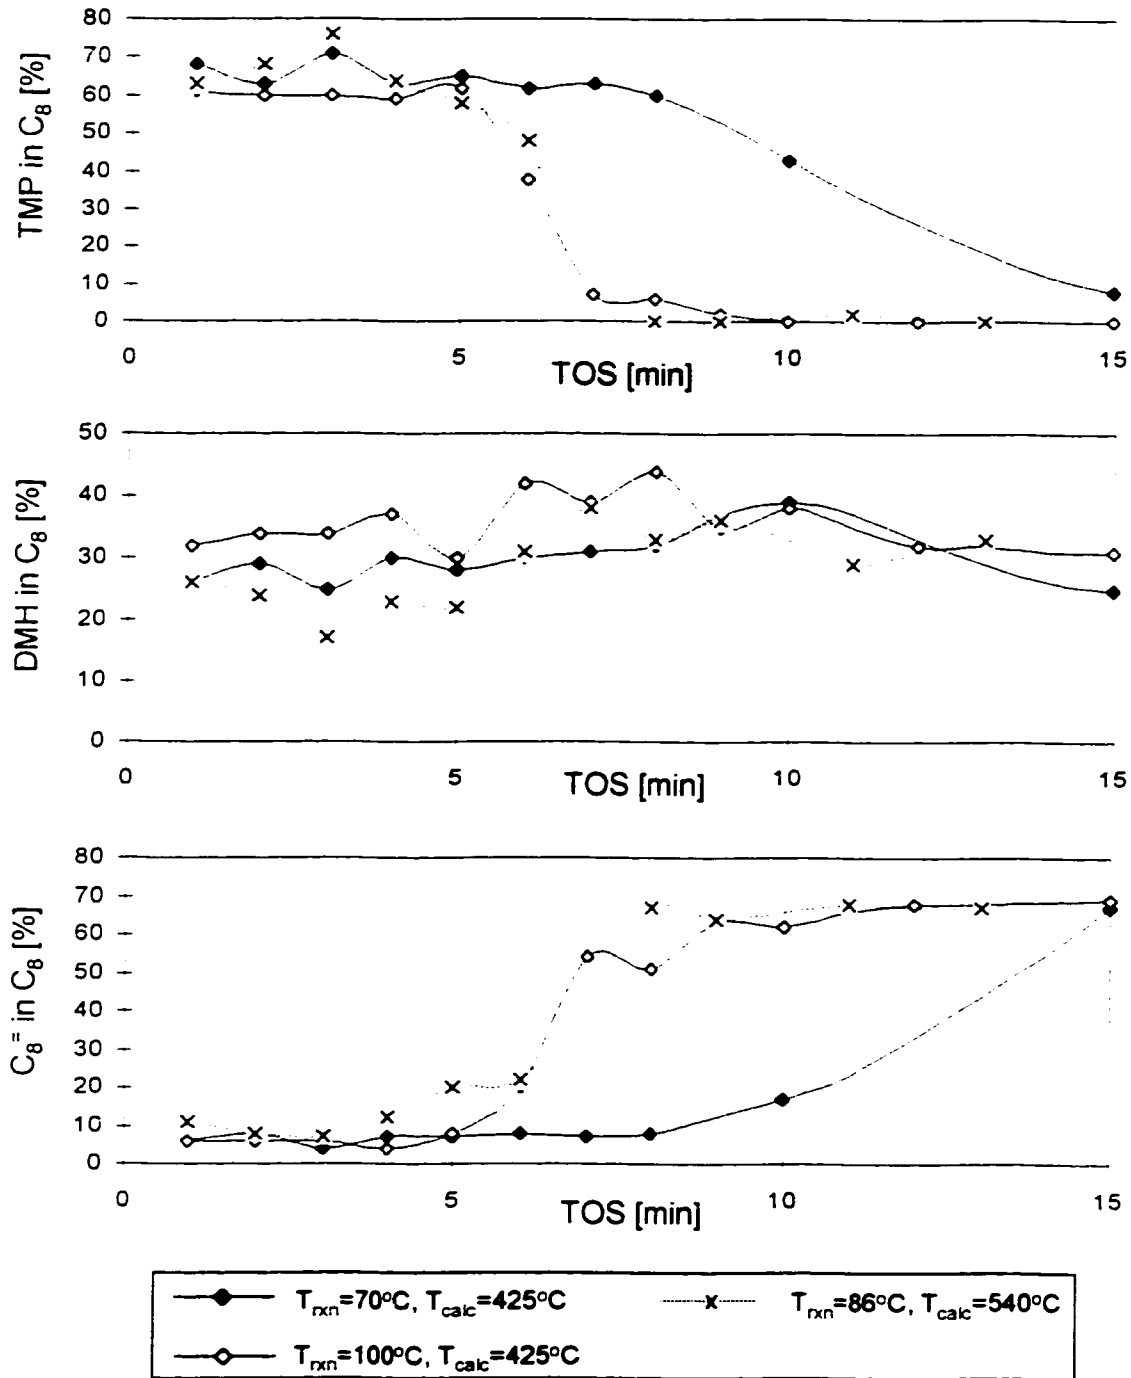 80
70
60
50
40
30
20
10
0
TMP in C8 [%]
0 5 10 15
TOS [min]
50
40
30
20
10
0
DMH in C8 [%]
0 5 10 15
TOS [min]
80
70
60
50
40
30
20
10
0
C8= in C8 [%]
0 5 10 15
TOS [min]
Trxn=70°C, Tcalc=425°C
Trxn=86°C, Tcalc=540°C
Trxn=100°C, Tcalc=425°C